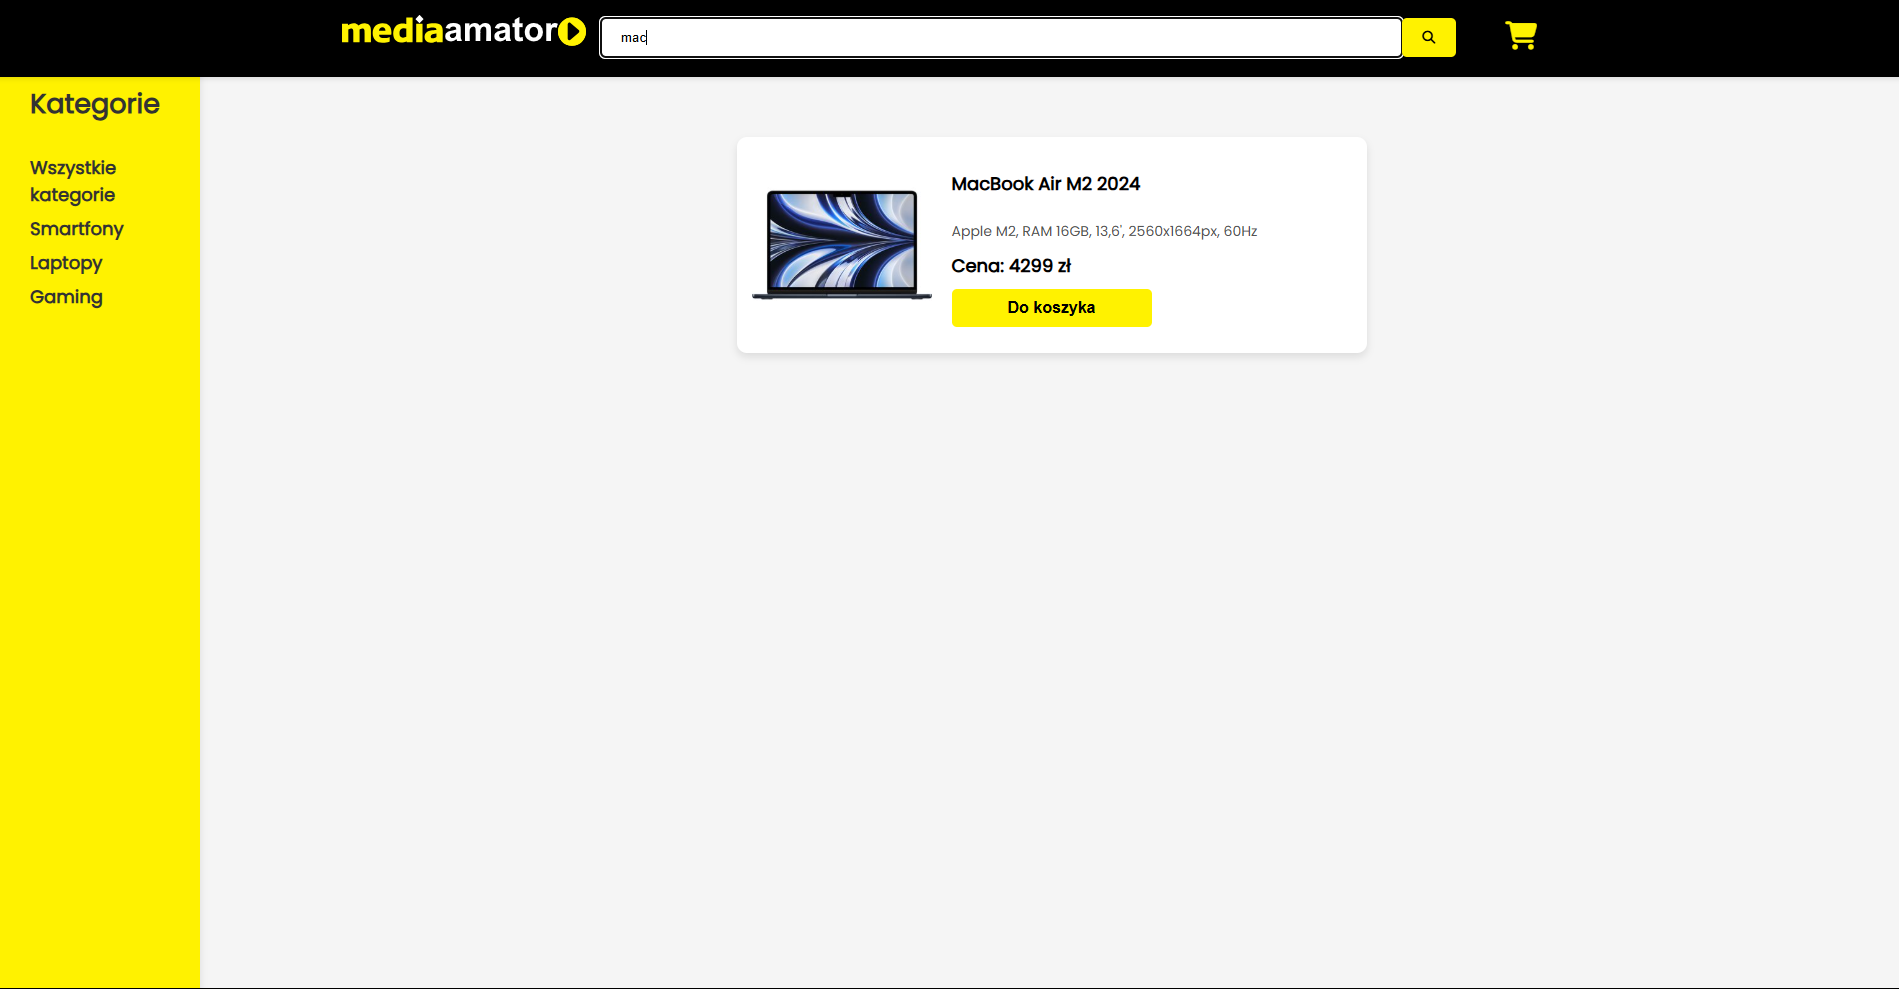 mediaamator
mac
Kategorie
Wszystkie
kategorie
Smartfony
Laptopy
Gaming
MacBook Air M2 2024
Apple M2, RAM 16GB, 13,6', 2560x1664px, 60Hz
Cena: 4299 zł
Do koszyka